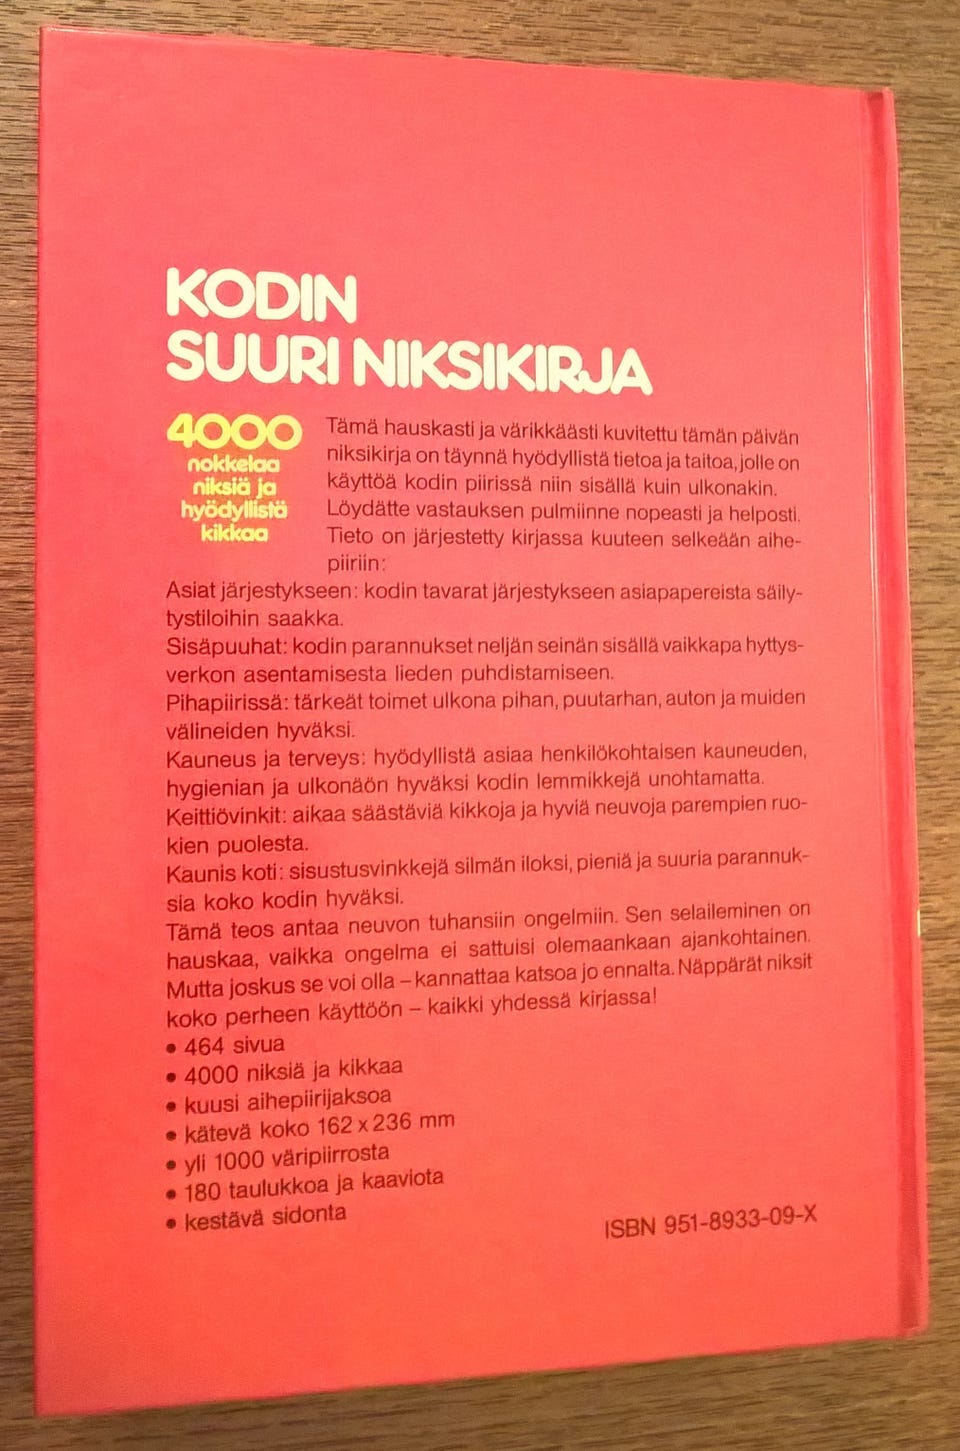 KODIN
SUURI NIKSIKIRJA
4000
nokkelaa
niksiä ja
hyödyllistä
kikkaa
Tämä hauskasti ja värikkäästi kuvitettu tämän päivän
niksikirja on täynnä hyödyllistä tietoa ja taitoa, jolle on
käyttöä kodin piirissä niin sisällä kuin ulkonakin.
Löydätte vastauksen pulmiinne nopeasti ja helposti.
Tieto on järjestetty kirjassa kuuteen selkeään aihe-
piiriin:
Asiat järjestykseen: kodin tavarat järjestykseen asiapapereista säily-
tystiloihin saakka.
Sisäpuuhat: kodin parannukset neljän seinän sisällä vaikkapa hyttys-
verkon asentamisesta lieden puhdistamiseen.
Pihapiirissä: tärkeät toimet ulkona pihan, puutarhan, auton ja muiden
välineiden hyväksi.
Kauneus ja terveys: hyödyllistä asiaa henkilökohtaisen kauneuden,
hygienian ja ulkonäön hyväksi kodin lemmikkejä unohtamatta.
Keittiövinkit: aikaa säästäviä kikkoja ja hyviä neuvoja parempien ruo-
kien puolesta.
Kaunis koti: sisustusvinkkejä silmän iloksi, pieniä ja suuria parannuk-
sia koko kodin hyväksi.
Tämä teos antaa neuvon tuhansiin ongelmiin. Sen selaileminen on
hauskaa, vaikka ongelma ei sattuisi olemaankaan ajankohtainen.
Mutta joskus se voi olla – kannattaa katsoa jo ennalta. Näppärät niksit
koko perheen käyttöön – kaikki yhdessä kirjassa!
• 464 sivua
• 4000 niksiä ja kikkaa
• kuusi aihepiirijaksoa
• kätevä koko 162 x 236 mm
• yli 1000 väripiirrosta
• 180 taulukkoa ja kaaviota
• kestävä sidonta
ISBN 951-8933-09-X